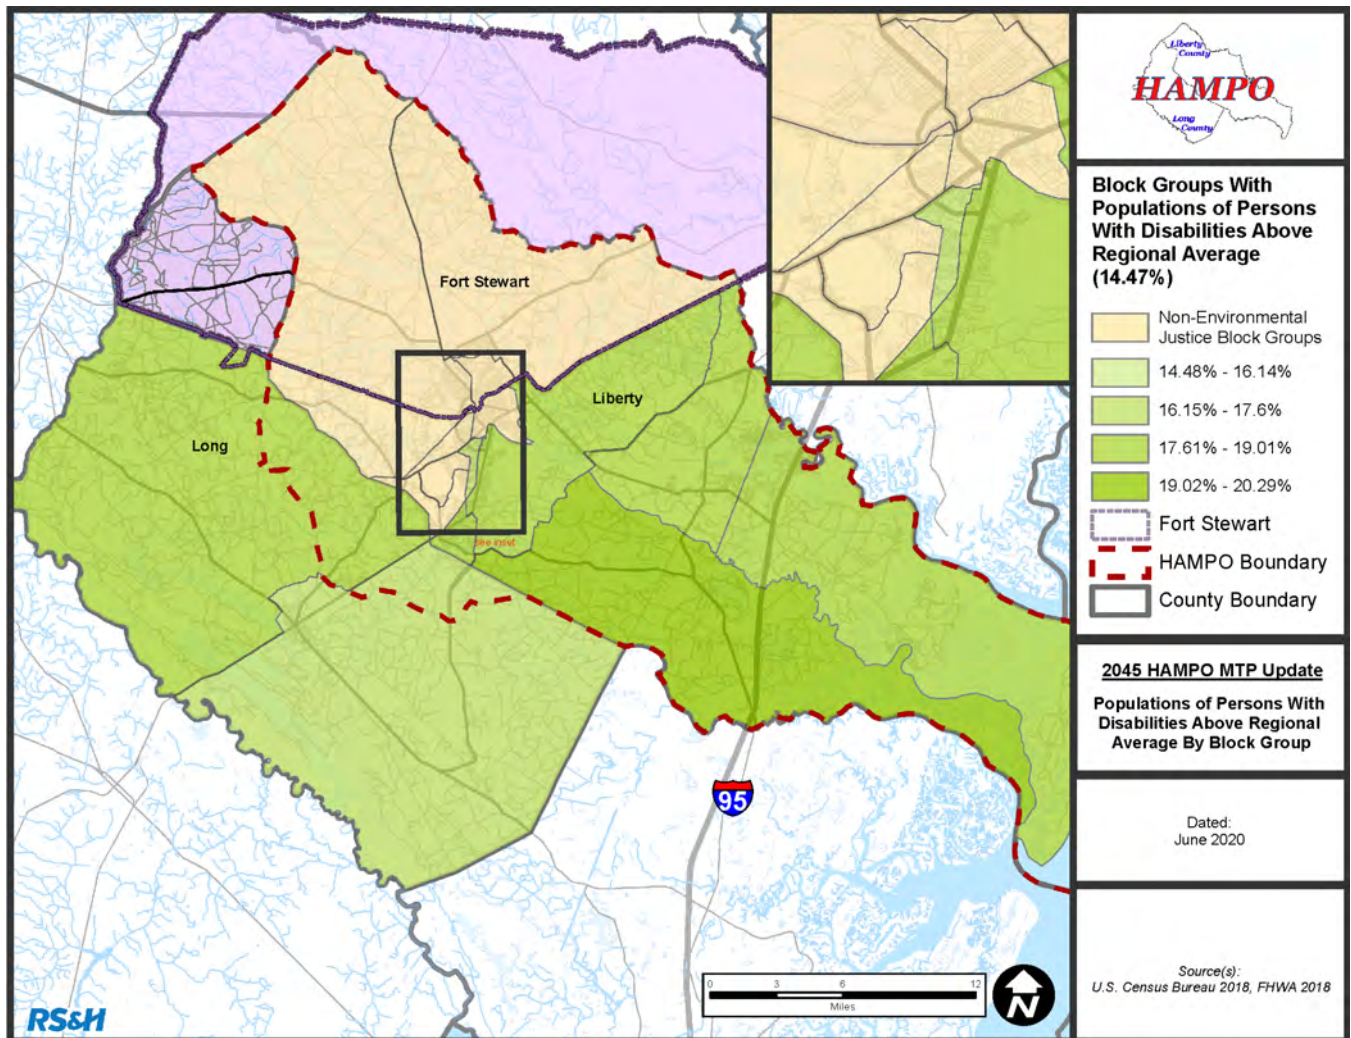 Fort Stewart
Liberty
Long
see inset
95
0 3 6 12
Miles
RS&H
N
Liberty
County
HAMPO
Long
County
Block Groups With
Populations of Persons
With Disabilities Above
Regional Average
(14.47%)
Non-Environmental
Justice Block Groups
14.48% - 16.14%
16.15% - 17.6%
17.61% - 19.01%
19.02% - 20.29%
Fort Stewart
HAMPO Boundary
County Boundary
2045 HAMPO MTP Update
Populations of Persons With
Disabilities Above Regional
Average By Block Group
Dated:
June 2020
Source(s):
U.S. Census Bureau 2018, FHWA 2018